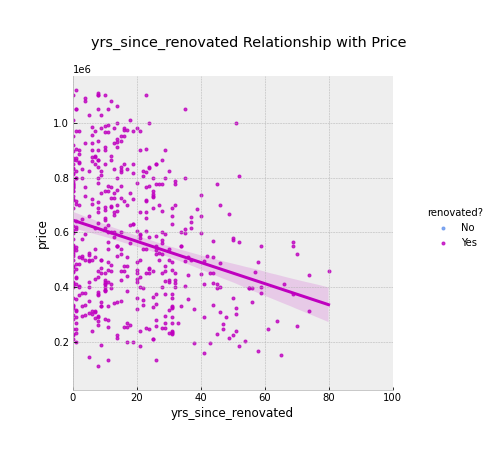 yrs_since_renovated Relationship with Price
1e6
1.0
0.8
0.6
0.4
0.2
price
0 20 40 60 80 100
yrs_since_renovated
renovated?
No
Yes